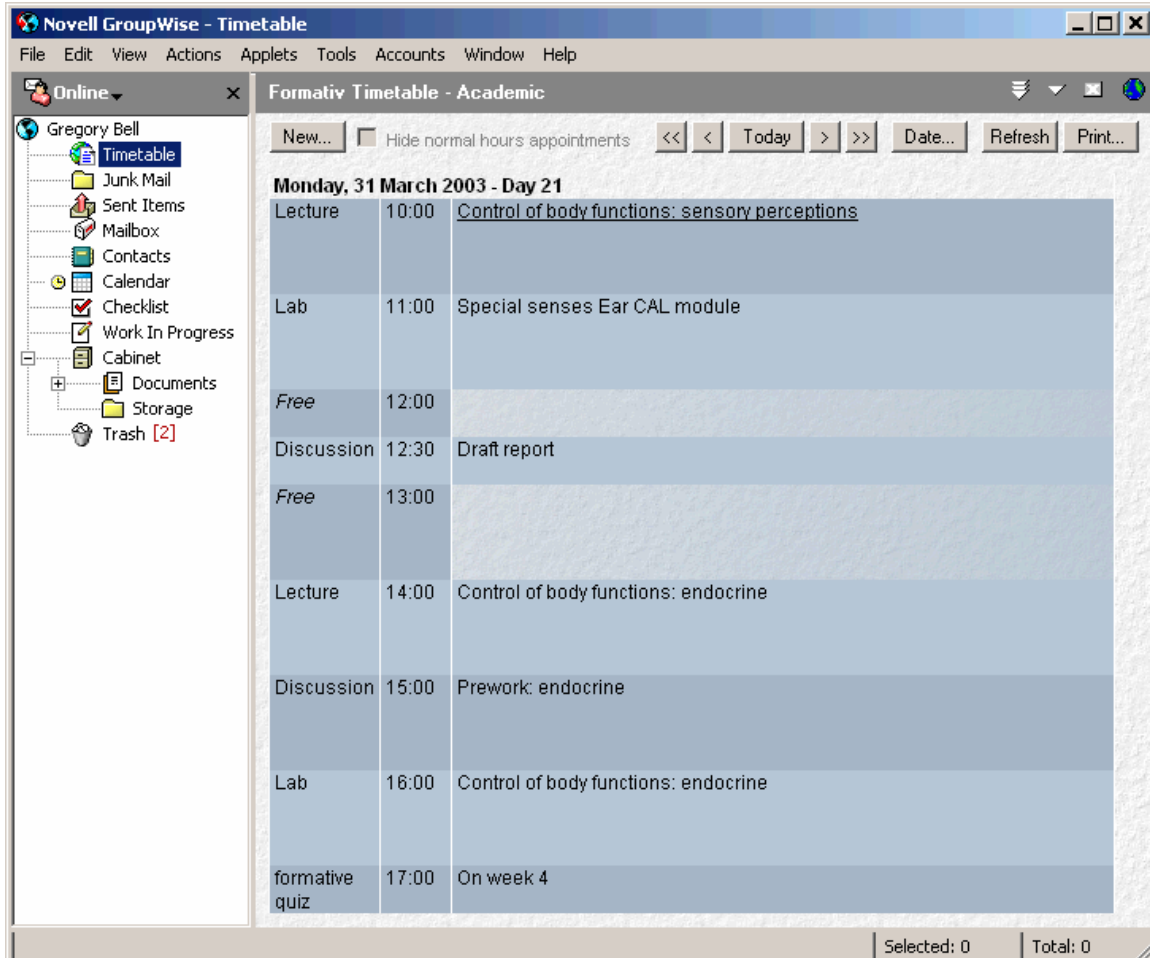 Novell GroupWise - Timetable
File Edit View Actions Applets Tools Accounts Window Help
Online
Formativ Timetable - Academic
Gregory Bell
Timetable
Junk Mail
Sent Items
Mailbox
Contacts
Calendar
Checklist
Work In Progress
Cabinet
Documents
Storage
Trash [2]
New... Hide normal hours appointments << < Today > >> Date... Refresh Print...
Monday, 31 March 2003 - Day 21
Lecture 10:00 Control of body functions: sensory perceptions
Lab 11:00 Special senses Ear CAL module
Free 12:00
Discussion 12:30 Draft report
Free 13:00
Lecture 14:00 Control of body functions: endocrine
Discussion 15:00 Prework: endocrine
Lab 16:00 Control of body functions: endocrine
formative 17:00 On week 4
quiz
Selected: 0 Total: 0